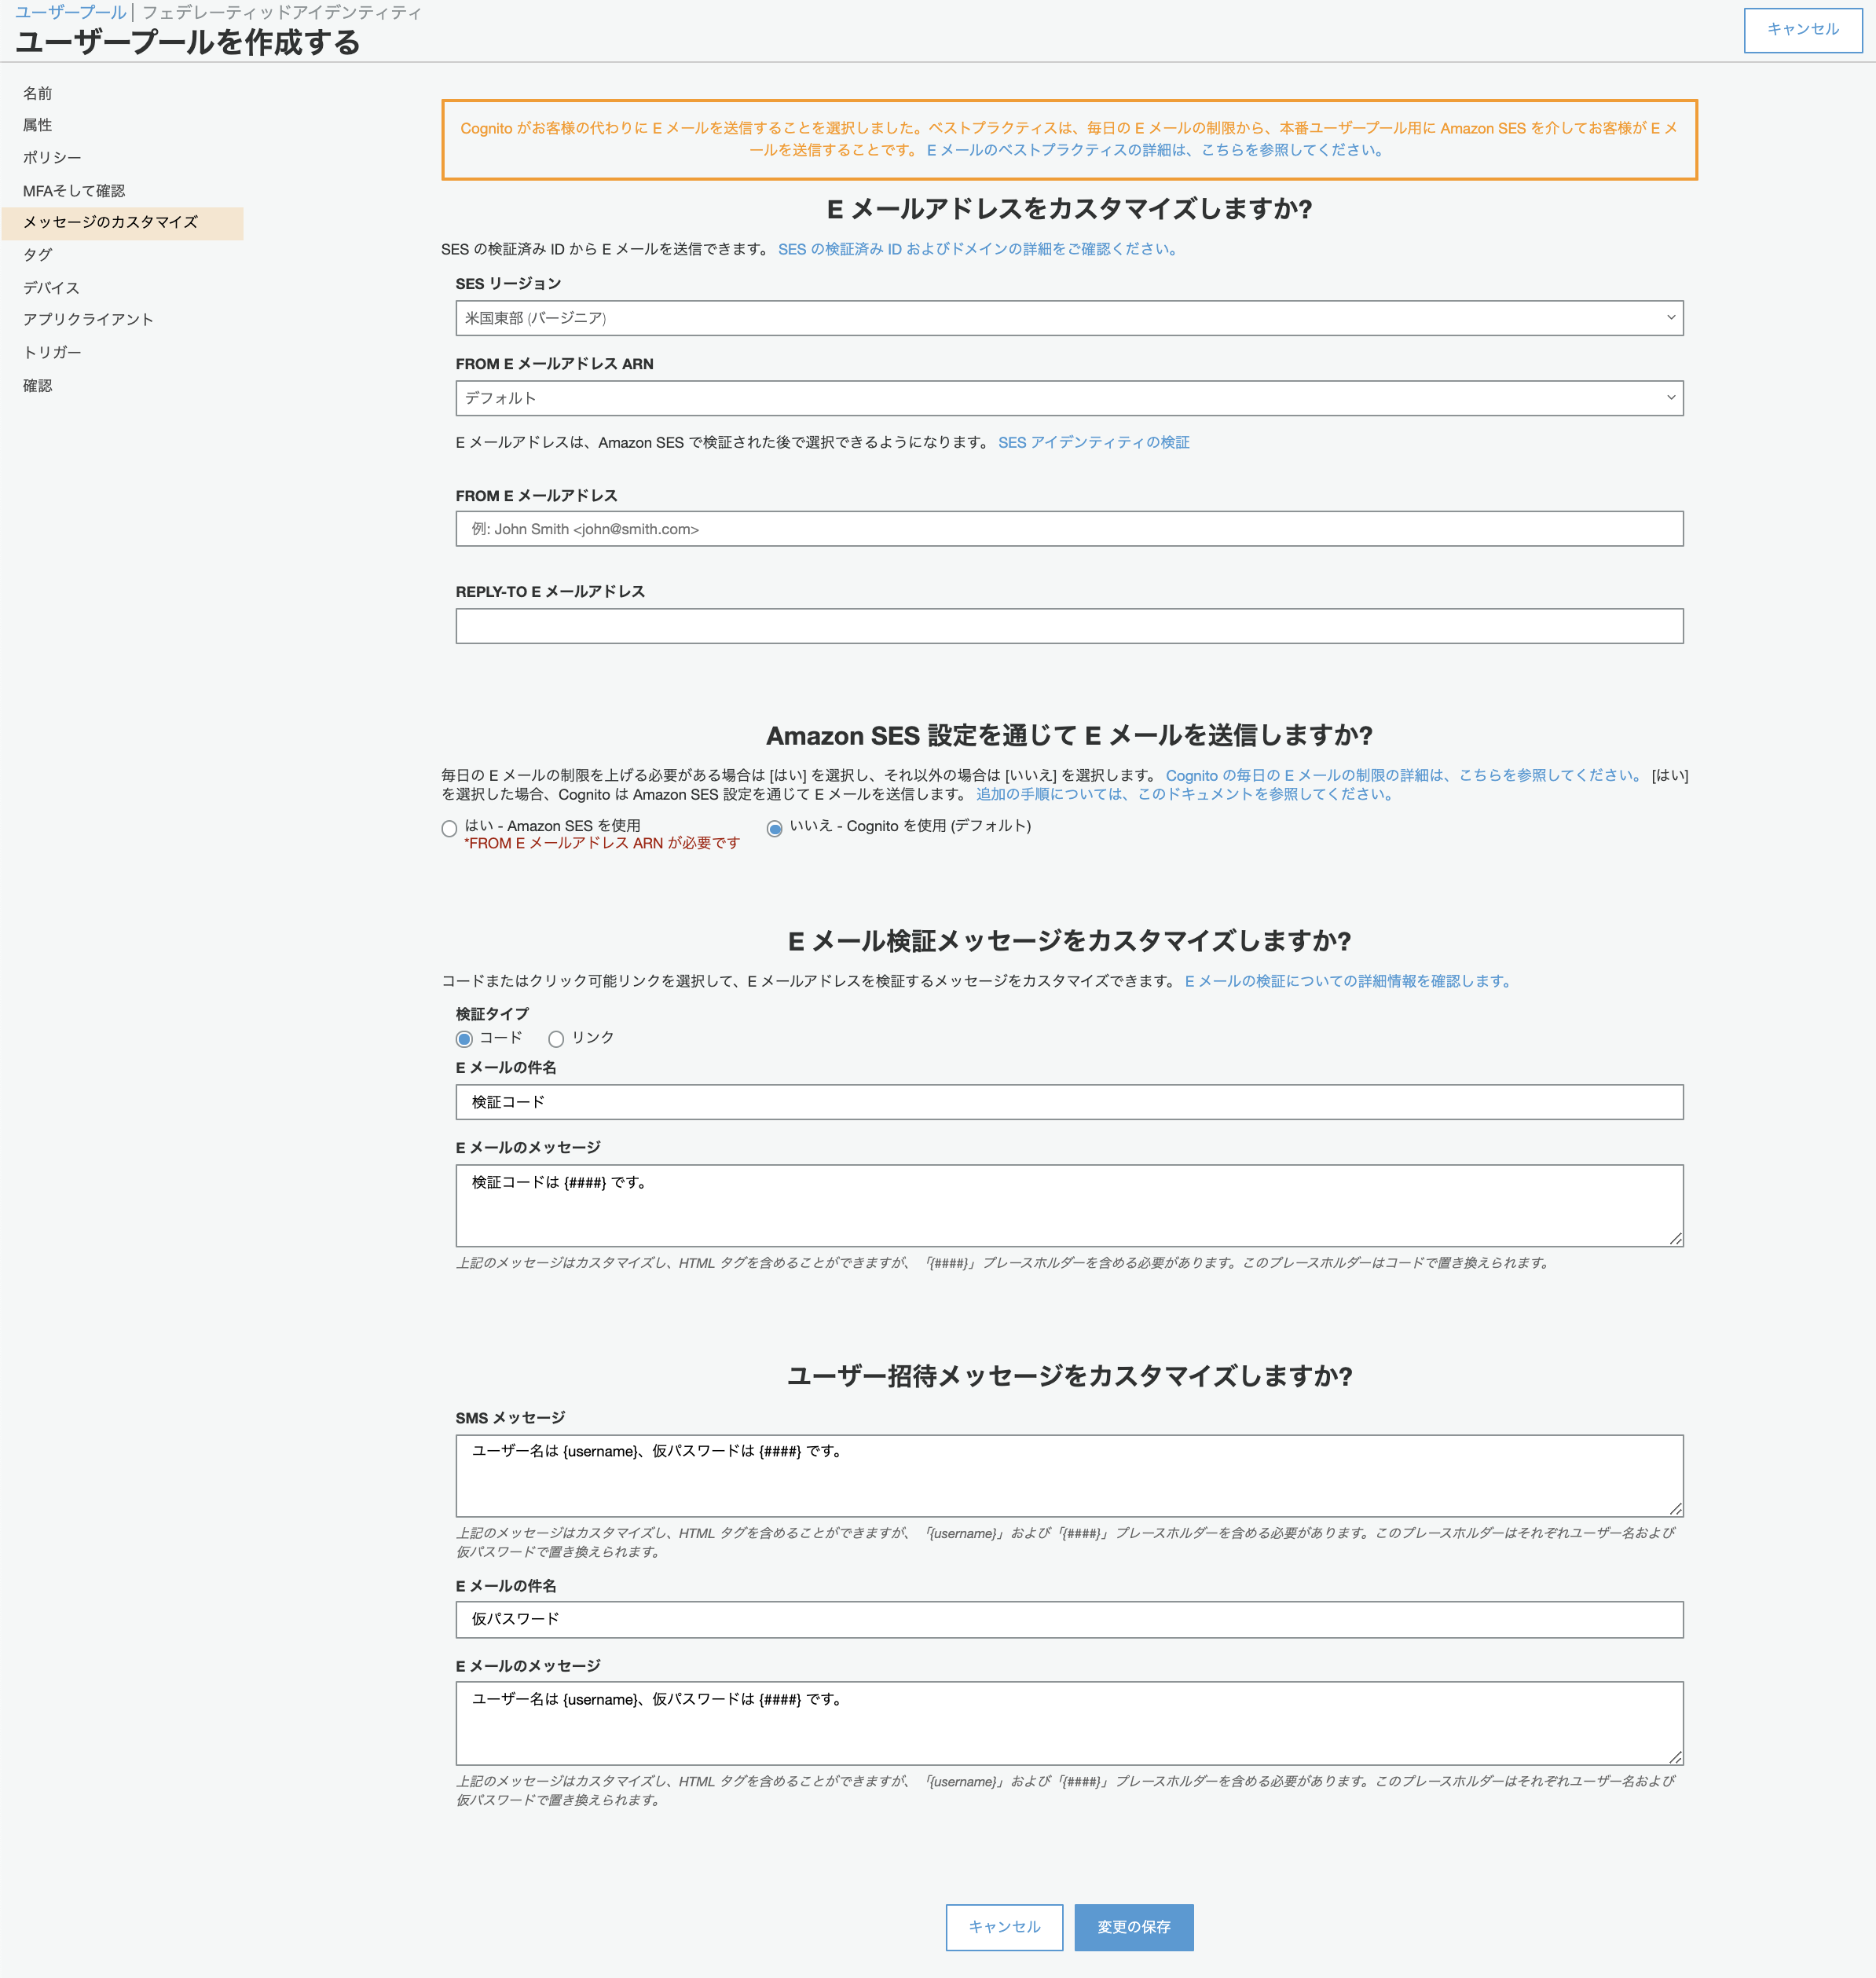 ユーザープール | フェデレーティッドアイデンティティ
ユーザープールを作成する
キャンセル
名前
属性
ポリシー
MFAそして確認
メッセージのカスタマイズ
タグ
デバイス
アプリクライアント
トリガー
確認
Cognito がお客様の代わりに E メールを送信することを選択しました。ベストプラクティスは、毎日の E メールの制限から、本番ユーザープール用に Amazon SES を介してお客様が E メ
ールを送信することです。 E メールのベストプラクティスの詳細は、こちらを参照してください。
E メールアドレスをカスタマイズしますか?
SES の検証済み ID から E メールを送信できます。 SES の検証済み ID およびドメインの詳細をご確認ください。
SES リージョン
米国東部 (バージニア)
FROM E メールアドレス ARN
デフォルト
E メールアドレスは、Amazon SES で検証された後で選択できるようになります。 SES アイデンティティの検証
FROM E メールアドレス
例: John Smith <john@smith.com>
REPLY-TO E メールアドレス
Amazon SES 設定を通じて E メールを送信しますか?
毎日の E メールの制限を上げる必要がある場合は [はい] を選択し、それ以外の場合は [いいえ] を選択します。 Cognito の毎日の E メールの制限の詳細は、こちらを参照してください。 [はい]
を選択した場合、Cognito は Amazon SES 設定を通じて E メールを送信します。 追加の手順については、このドキュメントを参照してください。
はい - Amazon SES を使用
*FROM E メールアドレス ARN が必要です
いいえ - Cognito を使用 (デフォルト)
E メール検証メッセージをカスタマイズしますか?
コードまたはクリック可能リンクを選択して、E メールアドレスを検証するメッセージをカスタマイズできます。 E メールの検証についての詳細情報を確認します。
検証タイプ
コード リンク
E メールの件名
検証コード
E メールのメッセージ
検証コードは {####} です。
上記のメッセージはカスタマイズし、HTML タグを含めることができますが、「{####}」プレースホルダーを含める必要があります。このプレースホルダーはコードで置き換えられます。
ユーザー招待メッセージをカスタマイズしますか?
SMS メッセージ
ユーザー名は {username}、仮パスワードは {####} です。
上記のメッセージはカスタマイズし、HTML タグを含めることができますが、「{username}」および「{####}」プレースホルダーを含める必要があります。このプレースホルダーはそれぞれユーザー名および
仮パスワードで置き換えられます。
E メールの件名
仮パスワード
E メールのメッセージ
ユーザー名は {username}、仮パスワードは {####} です。
上記のメッセージはカスタマイズし、HTML タグを含めることができますが、「{username}」および「{####}」プレースホルダーを含める必要があります。このプレースホルダーはそれぞれユーザー名および
仮パスワードで置き換えられます。
キャンセル
変更の保存